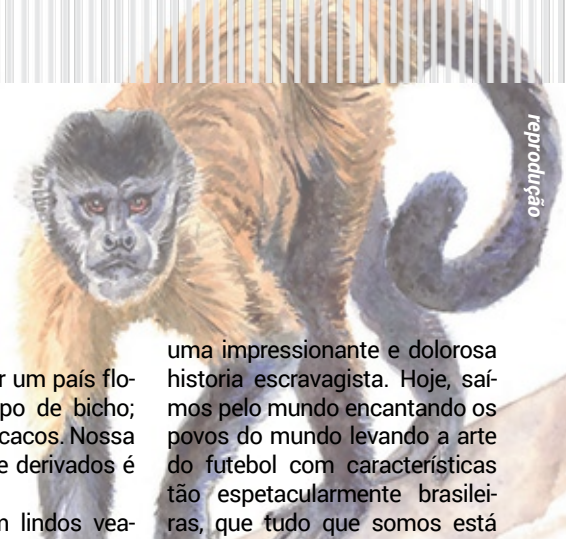 reprodução
r um país flo-
po de bicho;
cacos. Nossa
e derivados é
m lindos vea-
uma impressionante e dolorosa
historia escravagista. Hoje, saí-
mos pelo mundo encantando os
povos do mundo levando a arte
do futebol com características
tão espetacularmente brasilei-
ras, que tudo que somos está